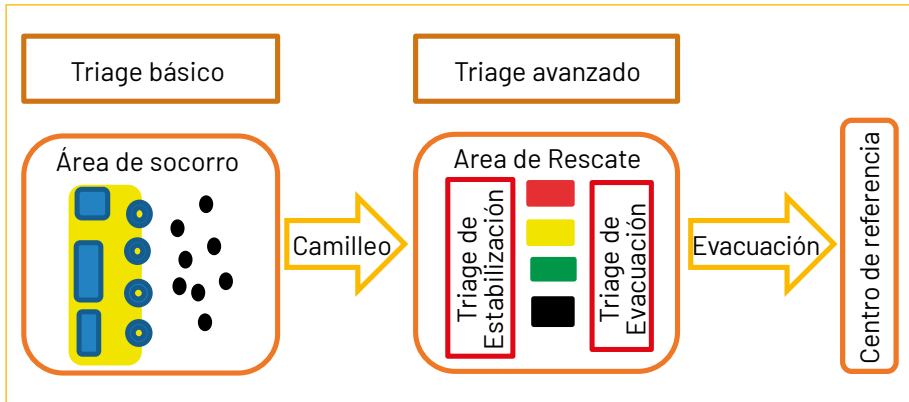 Triage básico
Triage avanzado
Área de socorro
Camilleo
Area de Rescate
Triage de
Estabilización
Triage de
Evacuación
Evacuación
Centro de referencia